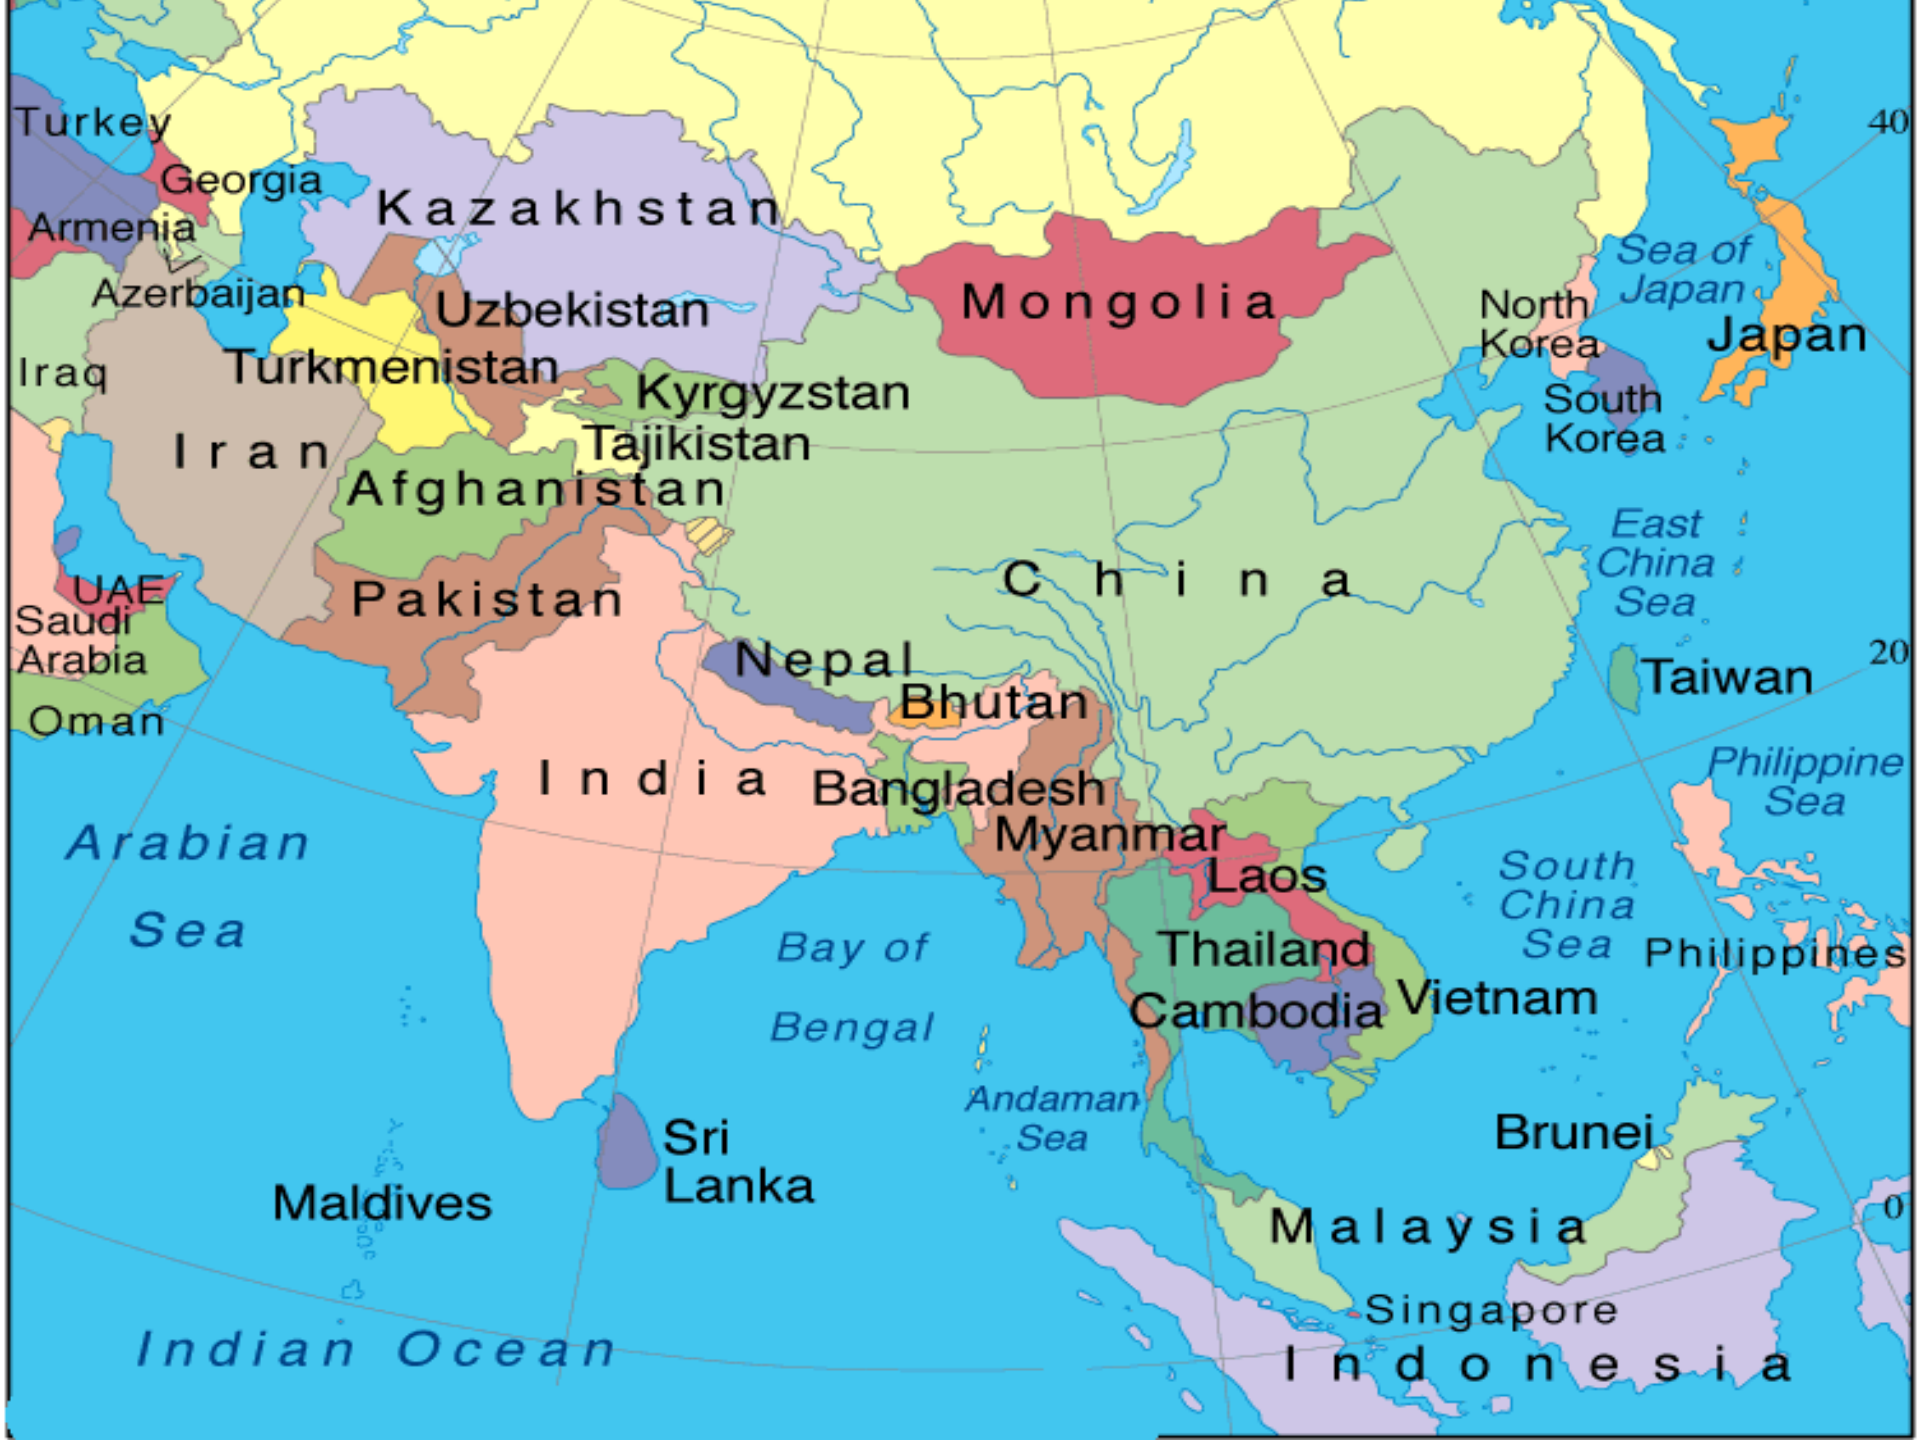 Turkey
40
Georgia
Kazakhstan
Armenia
Sea of
Japan
Azerbaijan
Uzbekistan
Mongolia
North
Korea
Japan
Iraq
Turkmenistan
Kyrgyzstan
South
Korea
Iran
Tajikistan
Afghanistan
East
China
Sea
China
UAE
Pakistan
Saudi
Arabia
Nepal
20
Taiwan
Bhutan
Oman
India
Bangladesh
Philippine
Sea
Myanmar
Arabian
Sea
Laos
South
China
Sea
Bay of
Bengal
Thailand
Philippines
Cambodia
Vietnam
Andaman
Sea
Brunei
Sri
Lanka
Maldives
Malaysia
0
Singapore
Indian Ocean
Indonesia